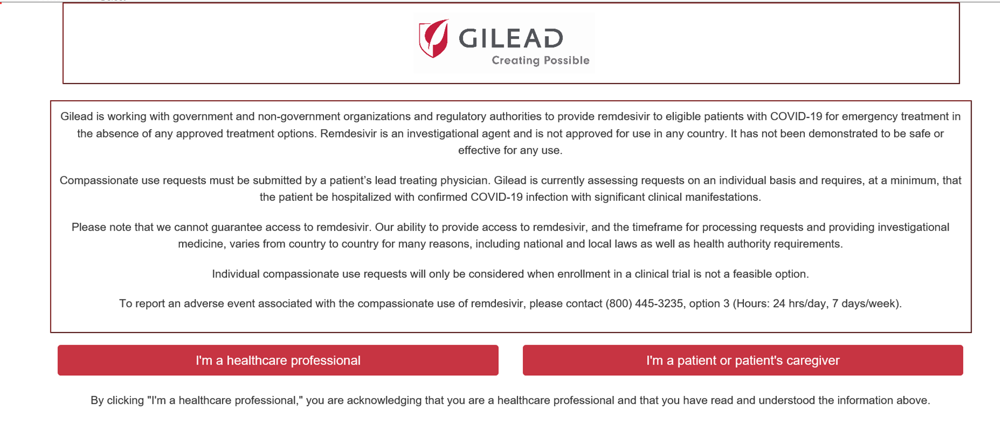 GILEAD
Creating Possible
Gilead is working with government and non-government organizations and regulatory authorities to provide remdesivir to eligible patients with COVID-19 for emergency treatment in
the absence of any approved treatment options. Remdesivir is an investigational agent and is not approved for use in any country. It has not been demonstrated to be safe or
effective for any use.
Compassionate use requests must be submitted by a patient’s lead treating physician. Gilead is currently assessing requests on an individual basis and requires, at a minimum, that
the patient be hospitalized with confirmed COVID-19 infection with significant clinical manifestations.
Please note that we cannot guarantee access to remdesivir. Our ability to provide access to remdesivir, and the timeframe for processing requests and providing investigational
medicine, varies from country to country for many reasons, including national and local laws as well as health authority requirements.
Individual compassionate use requests will only be considered when enrollment in a clinical trial is not a feasible option.
To report an adverse event associated with the compassionate use of remdesivir, please contact (800) 445-3235, option 3 (Hours: 24 hrs/day, 7 days/week).
I'm a healthcare professional
I'm a patient or patient's caregiver
By clicking "I'm a healthcare professional," you are acknowledging that you are a healthcare professional and that you have read and understood the information above.